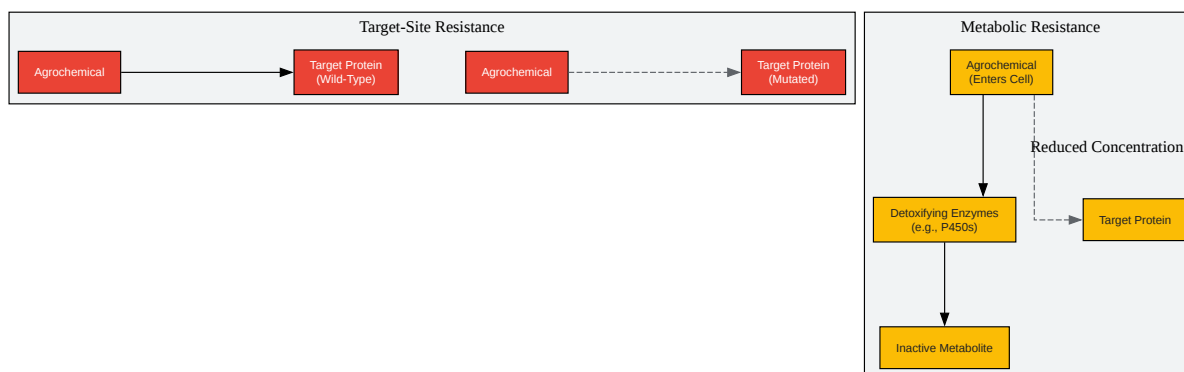 Target-Site Resistance
Agrochemical
Target Protein
(Wild-Type)
Agrochemical
Target Protein
(Mutated)
Metabolic Resistance
Agrochemical
(Enters Cell)
Reduced Concentration
Detoxifying Enzymes
(e.g., P450s)
Target Protein
Inactive Metabolite